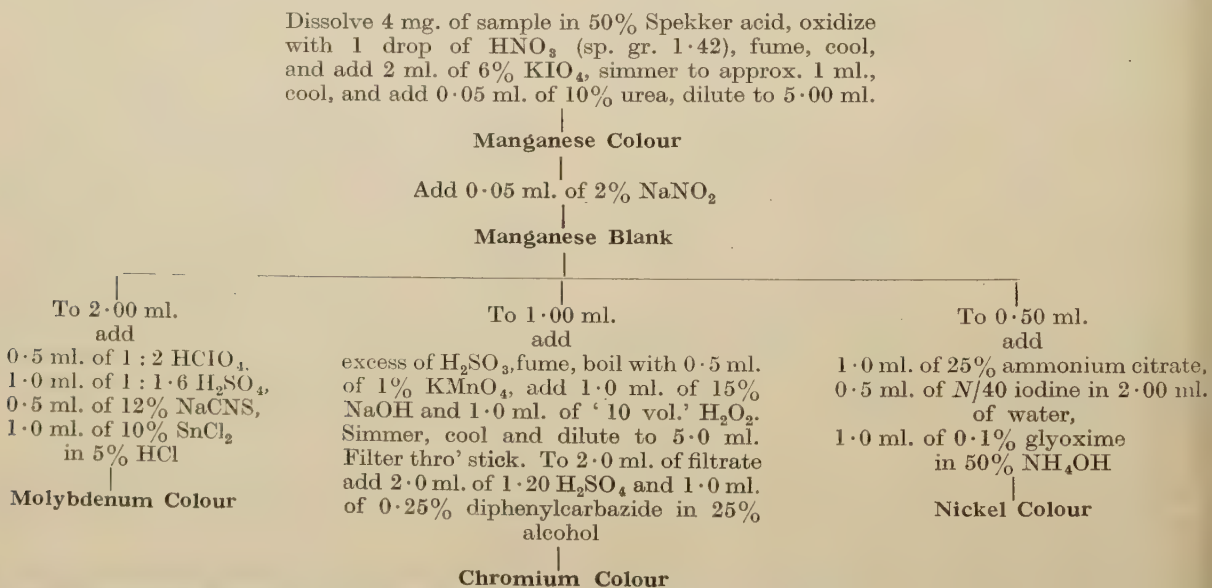 Dissolve 4 mg. of sample in 50% Spekker acid, oxidize
with 1 drop of HNO₃ (sp. gr. 1·42), fume, cool,
and add 2 ml. of 6% KIO₄, simmer to approx. 1 ml.,
cool, and add 0·05 ml. of 10% urea, dilute to 5·00 ml.
Manganese Colour
Add 0·05 ml. of 2% NaNO₂
Manganese Blank
To 2·00 ml.
add
0·5 ml. of 1 : 2 HClO₄,
1·0 ml. of 1 : 1·6 H₂SO₄,
0·5 ml. of 12% NaCNS,
1·0 ml. of 10% SnCl₂
in 5% HCl
Molybdenum Colour
To 1·00 ml.
add
excess of H₂SO₃, fume, boil with 0·5 ml.
of 1% KMnO₄, add 1·0 ml. of 15%
NaOH and 1·0 ml. of ‘ 10 vol.’ H₂O₂.
Simmer, cool and dilute to 5·0 ml.
Filter thro’ stick. To 2·0 ml. of filtrate
add 2·0 ml. of 1·20 H₂SO₄ and 1·0 ml.
of 0·25% diphenylcarbazide in 25%
alcohol
Chromium Colour
To 0·50 ml.
add
1·0 ml. of 25% ammonium citrate,
0·5 ml. of N/40 iodine in 2·00 ml.
of water,
1·0 ml. of 0·1% glyoxime
in 50% NH₄OH
Nickel Colour